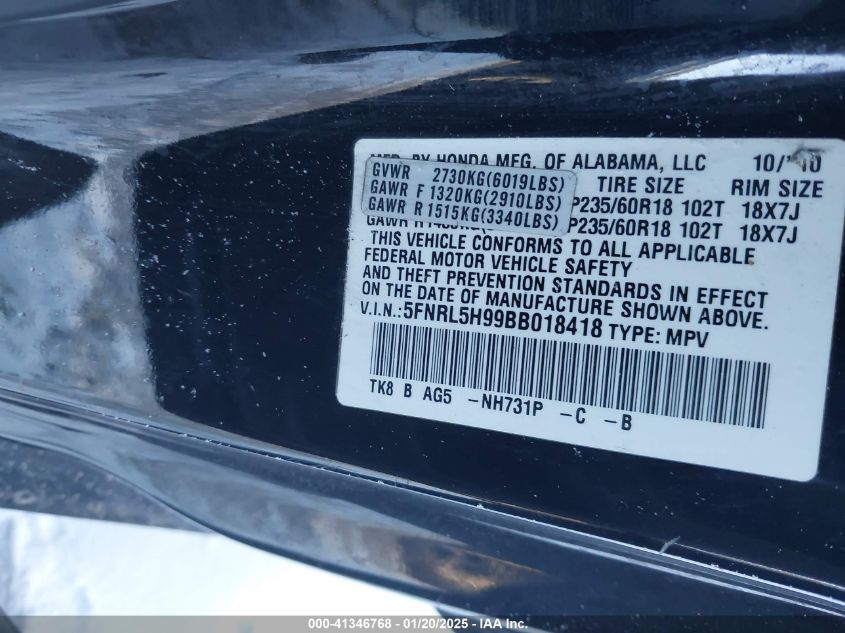 MFD. BY HONDA MFG. OF ALABAMA, LLC 10/'10
GVWR 2730KG(6019LBS)
GAWR F 1320KG(2910LBS)
GAWR R 1515KG(3340LBS)
TIRE SIZE RIM SIZE
P235/60R18 102T 18X7J
GAWR R P235/60R18 102T 18X7J
THIS VEHICLE CONFORMS TO ALL APPLICABLE
FEDERAL MOTOR VEHICLE SAFETY
AND THEFT PREVENTION STANDARDS IN EFFECT
ON THE DATE OF MANUFACTURE SHOWN ABOVE.
V.I.N.:5FNRL5H99BB018418 TYPE: MPV
TK8 B AG5 -NH731P -C -B
000-41346768 — 01/20/2025 — IAA Inc.